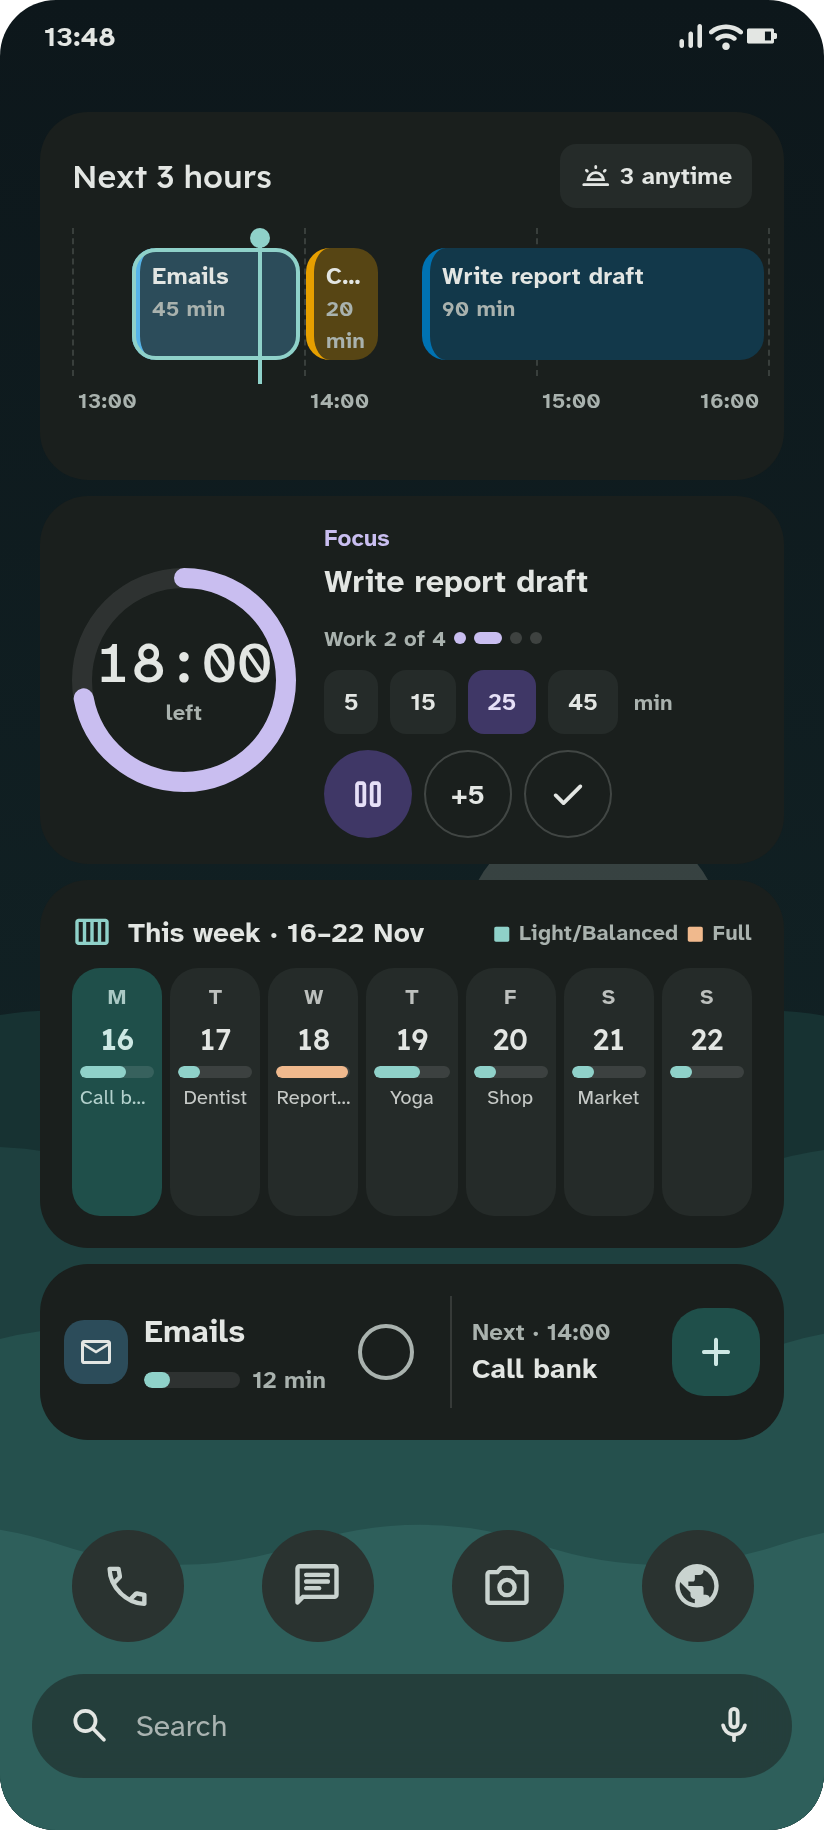 13:48
Next 3 hours
3 anytime
Emails
45 min
C...
20
min
Write report draft
90 min
13:00
14:00
15:00
16:00
18:00
left
Focus
Write report draft
Work 2 of 4
5
15
25
45
min
+5
This week · 16–22 Nov
Light/Balanced
Full
M
16
Call b...
T
17
Dentist
W
18
Report...
T
19
Yoga
F
20
Shop
S
21
Market
S
22
Emails
12 min
Next · 14:00
Call bank
Search